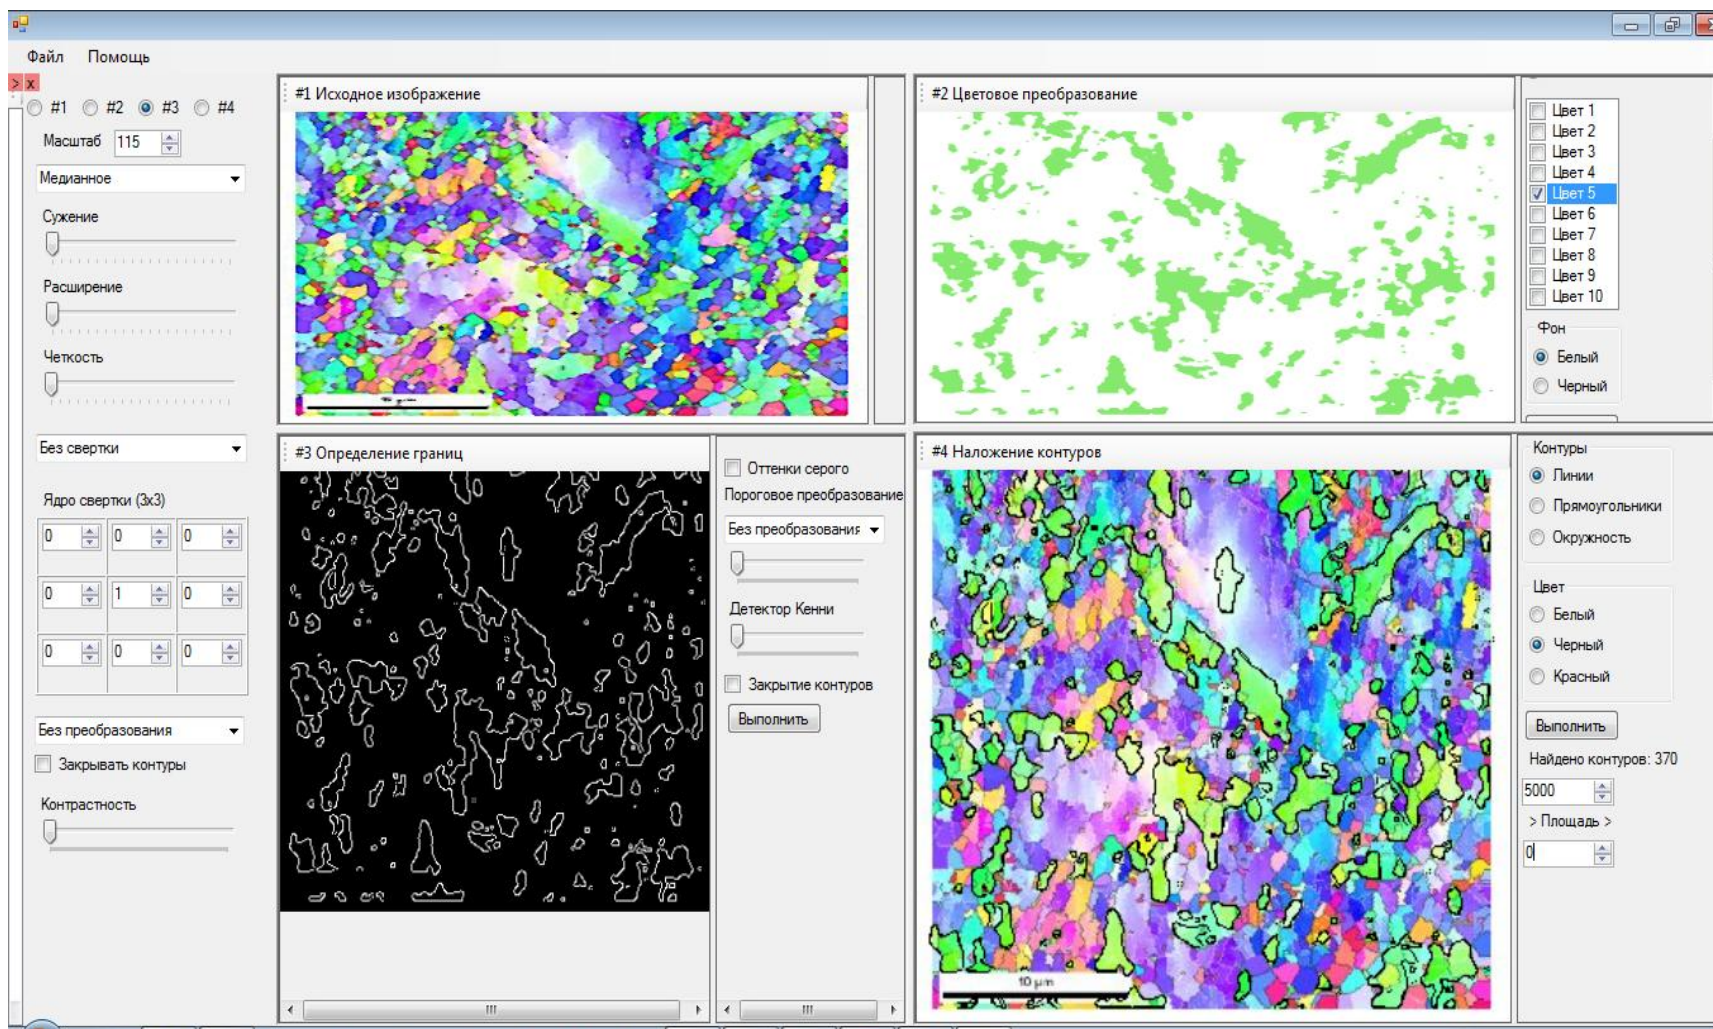 Файл Помощь
> x
#1 #2 #3 #4
Масштаб 115
Медианное
Сужение
Расширение
Четкость
Без свертки
Ядро свертки (3x3)
0 0 0
0 1 0
0 0 0
Без преобразования
Закрывать контуры
Контрастность
#1 Исходное изображение
#2 Цветовое преобразование
Цвет 1
Цвет 2
Цвет 3
Цвет 4
Цвет 5
Цвет 6
Цвет 7
Цвет 8
Цвет 9
Цвет 10
Фон
Белый
Черный
#3 Определение границ
Оттенки серого
Пороговое преобразование
Без преобразования
Детектор Кенни
Закрытие контуров
Выполнить
#4 Наложение контуров
10 µm
Контуры
Линии
Прямоугольники
Окружность
Цвет
Белый
Черный
Красный
Выполнить
Найдено контуров: 370
5000
> Площадь >
0